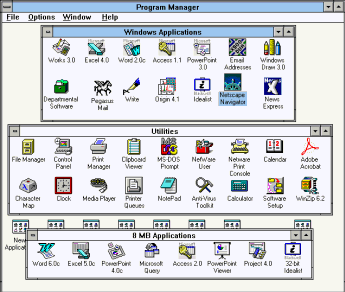 Program Manager
File Options Window Help
Windows Applications
Works 3.0 Excel 4.0 Word 2.0c Access 1.1 PowerPoint 3.0 Email Addresses Windows Draw 3.0
Departmental Software Pegasus Mail Write Origin 4.1 Idealist Netscape Navigator News Express
Utilities
File Manager Control Panel Print Manager Clipboard Viewer MS-DOS Prompt NetWare User Netware Print Console Calendar Adobe Acrobat
Character Map Clock Media Player Printer Queues NotePad Anti-Virus Toolkit Calculator Software Setup WinZip 6.2
New
Applicatio
8 MB Applications
Word 6.0c Excel 5.0c PowerPoint 4.0c Microsoft Query Access 2.0 PowerPoint Viewer Project 4.0 32 bit Idealist